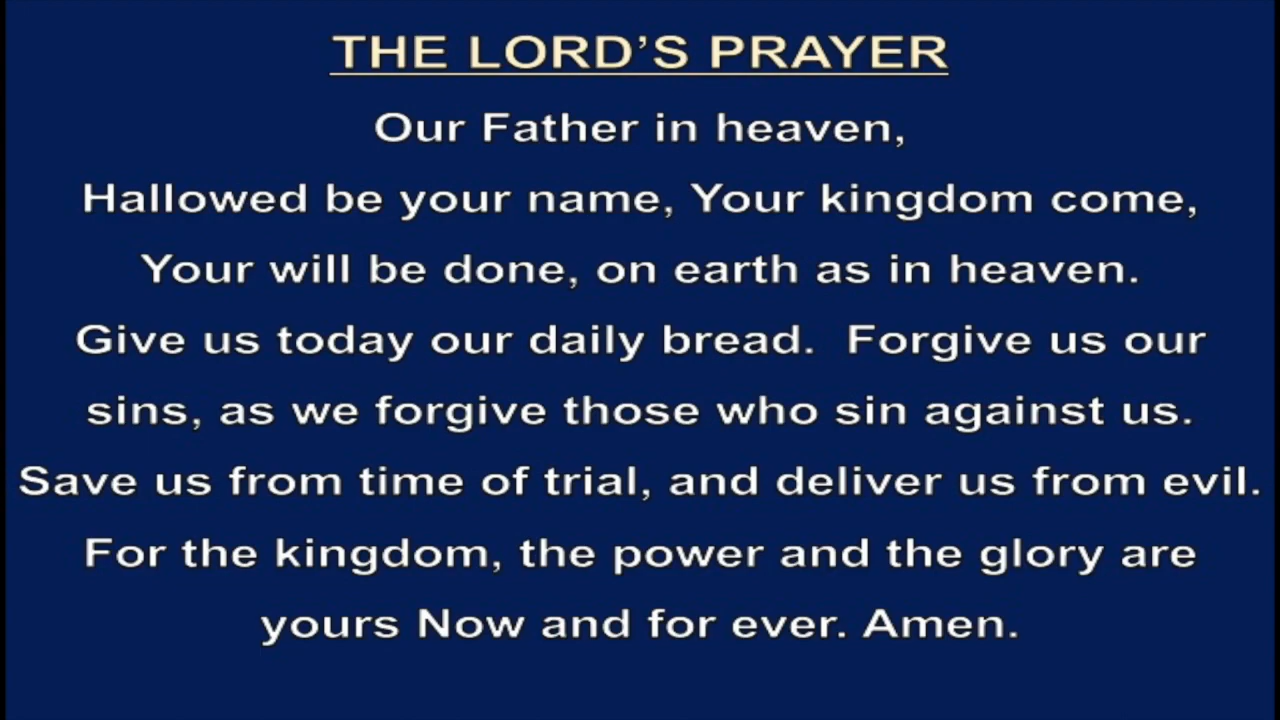 THE LORD’S PRAYER
Our Father in heaven,
Hallowed be your name, Your kingdom come,
Your will be done, on earth as in heaven.
Give us today our daily bread.  Forgive us our
sins, as we forgive those who sin against us.
Save us from time of trial, and deliver us from evil.
For the kingdom, the power and the glory are
yours Now and for ever. Amen.